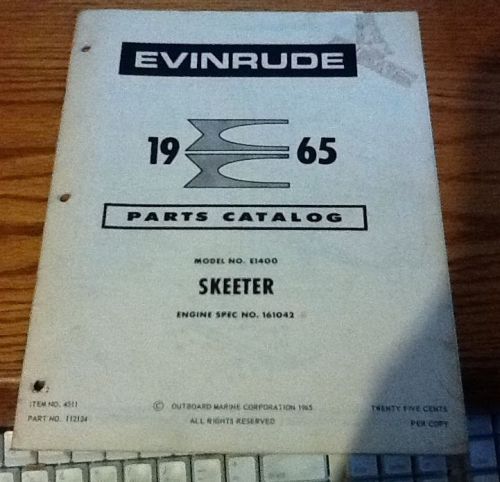 EVINRUDE
19 65
PARTS CATALOG
MODEL NO. E1400
SKEETER
ENGINE SPEC NO. 161042
2
ITEM NO. 4511
PART NO. 112124
© OUTBOARD MARINE CORPORATION 1965
ALL RIGHTS RESERVED
TWENTY FIVE CENTS
PER COPY